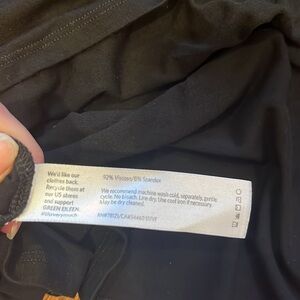 We'd like our
clothes back.
Recycle them at
our US stores
and support
GREEN EILEEN.
92% Viscose/8% Spandex
We recommend machine wash cold, separately, gentle
cycle. No bleach. Line dry. Use cool iron if necessary.
May be dry cleaned.